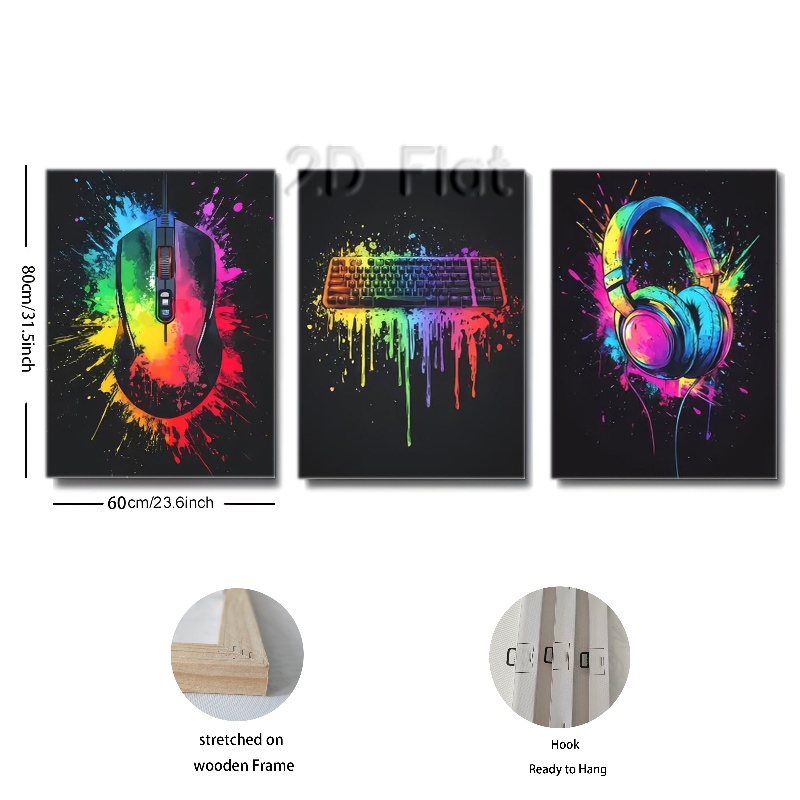 2D Flat
80cm/31.5inch
60cm/23.6inch
stretched on
wooden Frame
Hook
Ready to Hang